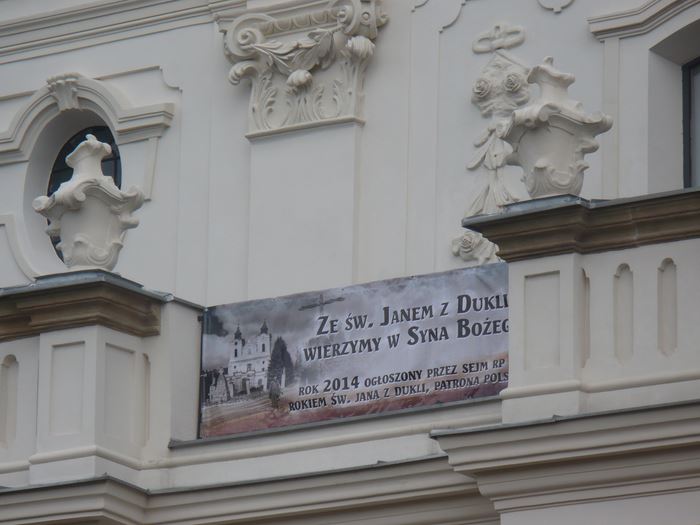 ZE ŚW. JANEM Z DUKLI
WIERZYMY W SYNA BOŻEG
ROK 2014 OGŁOSZONY PRZEZ SEJM RP
ROKIEM ŚW. JANA Z DUKLI, PATRONA POLS